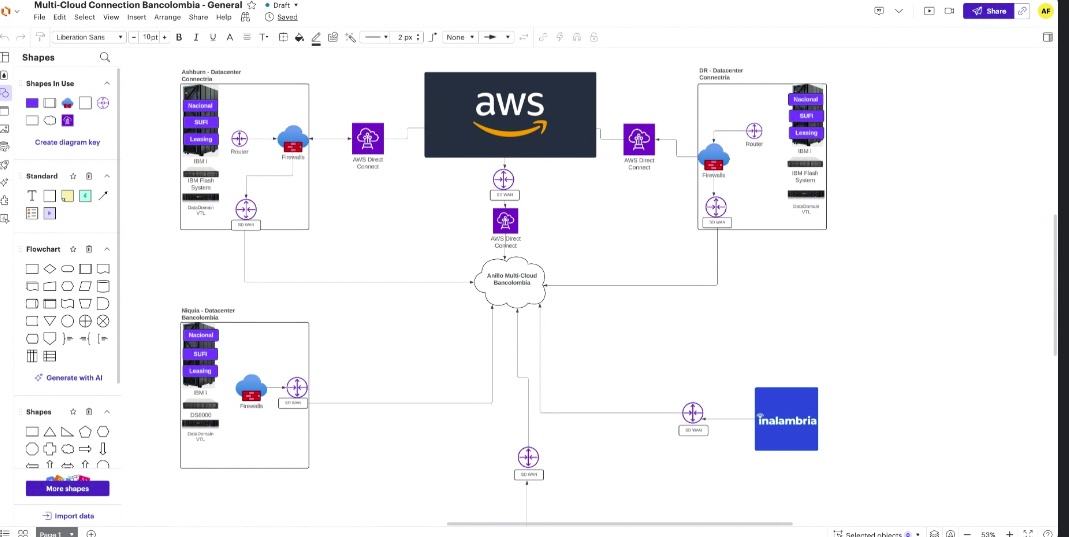 Multi-Cloud Connection Bancolombia - General
Draft
File Edit Select View Insert Arrange Share Help
Saved
Share
AF
Liberation Sans
10pt
B I U A T
2 px
None
Shapes
Shapes In Use
Create diagram key
Standard
T
Flowchart
Generate with AI
Shapes
More shapes
Import data
Ashburn - Datacenter
Connectria
Nacional
SUFI
Leasing
IBM i
IBM Flash
System
DataDomain
VTL
Router
Firewalls
SD WAN
AWS Direct
Connect
aws
SD WAN
AWS Direct
Connect
Anillo Multi-Cloud
Bancolombia
AWS Direct
Connect
DR - Datacenter
Connectria
Nacional
SUFI
Leasing
IBM i
IBM Flash
System
DataDomain
VTL
Router
Firewalls
SD WAN
Niquia - Datacenter
Bancolombia
Nacional
SUFI
Leasing
IBM i
DS8000
DataDomain
VTL
Firewalls
SD WAN
SD WAN
SD WAN
inalambria
Page 1
Selected objects 0
53%